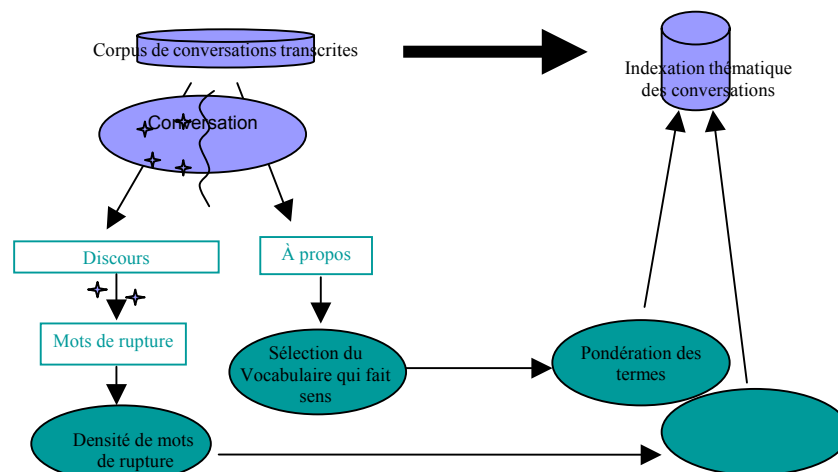 Corpus de conversations transcrites
Indexation thématique
des conversations
Conversation
Discours
À propos
Mots de rupture
Sélection du
Vocabulaire qui fait
sens
Pondération des
termes
Densité de mots
de rupture